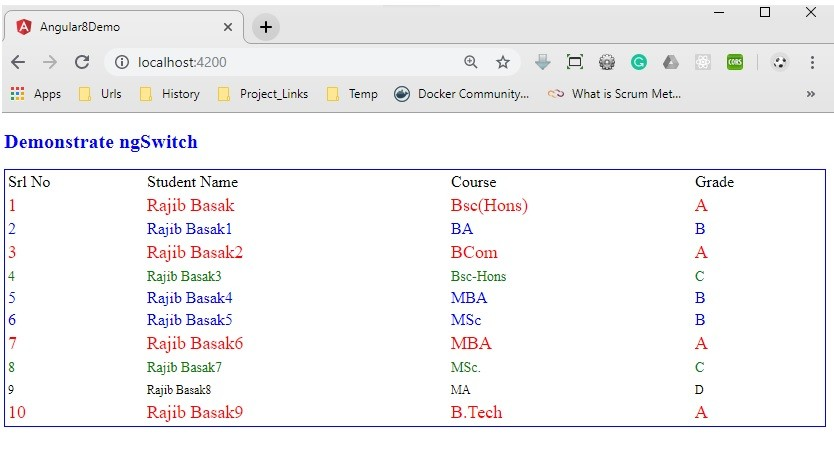 Angular8Demo
localhost:4200
Apps Urls History Project_Links Temp Docker Community... What is Scrum Met... »
CORS
Demonstrate ngSwitch
Srl No Student Name Course Grade
1 Rajib Basak Bsc(Hons) A
2 Rajib Basak1 BA B
3 Rajib Basak2 BCom A
4 Rajib Basak3 Bsc-Hons C
5 Rajib Basak4 MBA B
6 Rajib Basak5 MSc B
7 Rajib Basak6 MBA A
8 Rajib Basak7 MSc. C
9 Rajib Basak8 MA D
10 Rajib Basak9 B.Tech A